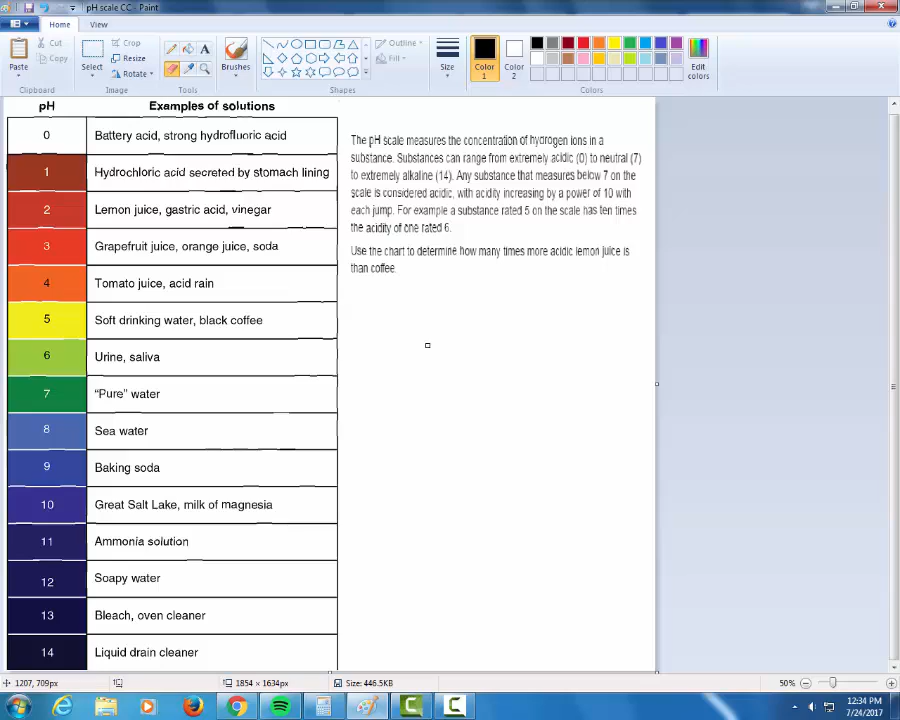 pH scale CC - Paint
Home
View
Paste
Cut
Copy
Clipboard
Select
Crop
Resize
Rotate
Image
Tools
Brushes
Shapes
Outline
Fill
Size
Color
1
Color
2
Edit
colors
Colors
pH Examples of solutions
0 Battery acid, strong hydrofluoric acid
1 Hydrochloric acid secreted by stomach lining
2 Lemon juice, gastric acid, vinegar
3 Grapefruit juice, orange juice, soda
4 Tomato juice, acid rain
5 Soft drinking water, black coffee
6 Urine, saliva
7 “Pure” water
8 Sea water
9 Baking soda
10 Great Salt Lake, milk of magnesia
11 Ammonia solution
12 Soapy water
13 Bleach, oven cleaner
14 Liquid drain cleaner
The pH scale measures the concentration of hydrogen ions in a
substance. Substances can range from extremely acidic (0) to neutral (7)
to extremely alkaline (14). Any substance that measures below 7 on the
scale is considered acidic, with acidity increasing by a power of 10 with
each jump. For example a substance rated 5 on the scale has ten times
the acidity of one rated 6.
Use the chart to determine how many times more acidic lemon juice is
than coffee.
1207, 709px
1854 × 1634px
Size: 446.5KB
50%
12:34 PM
7/24/2017